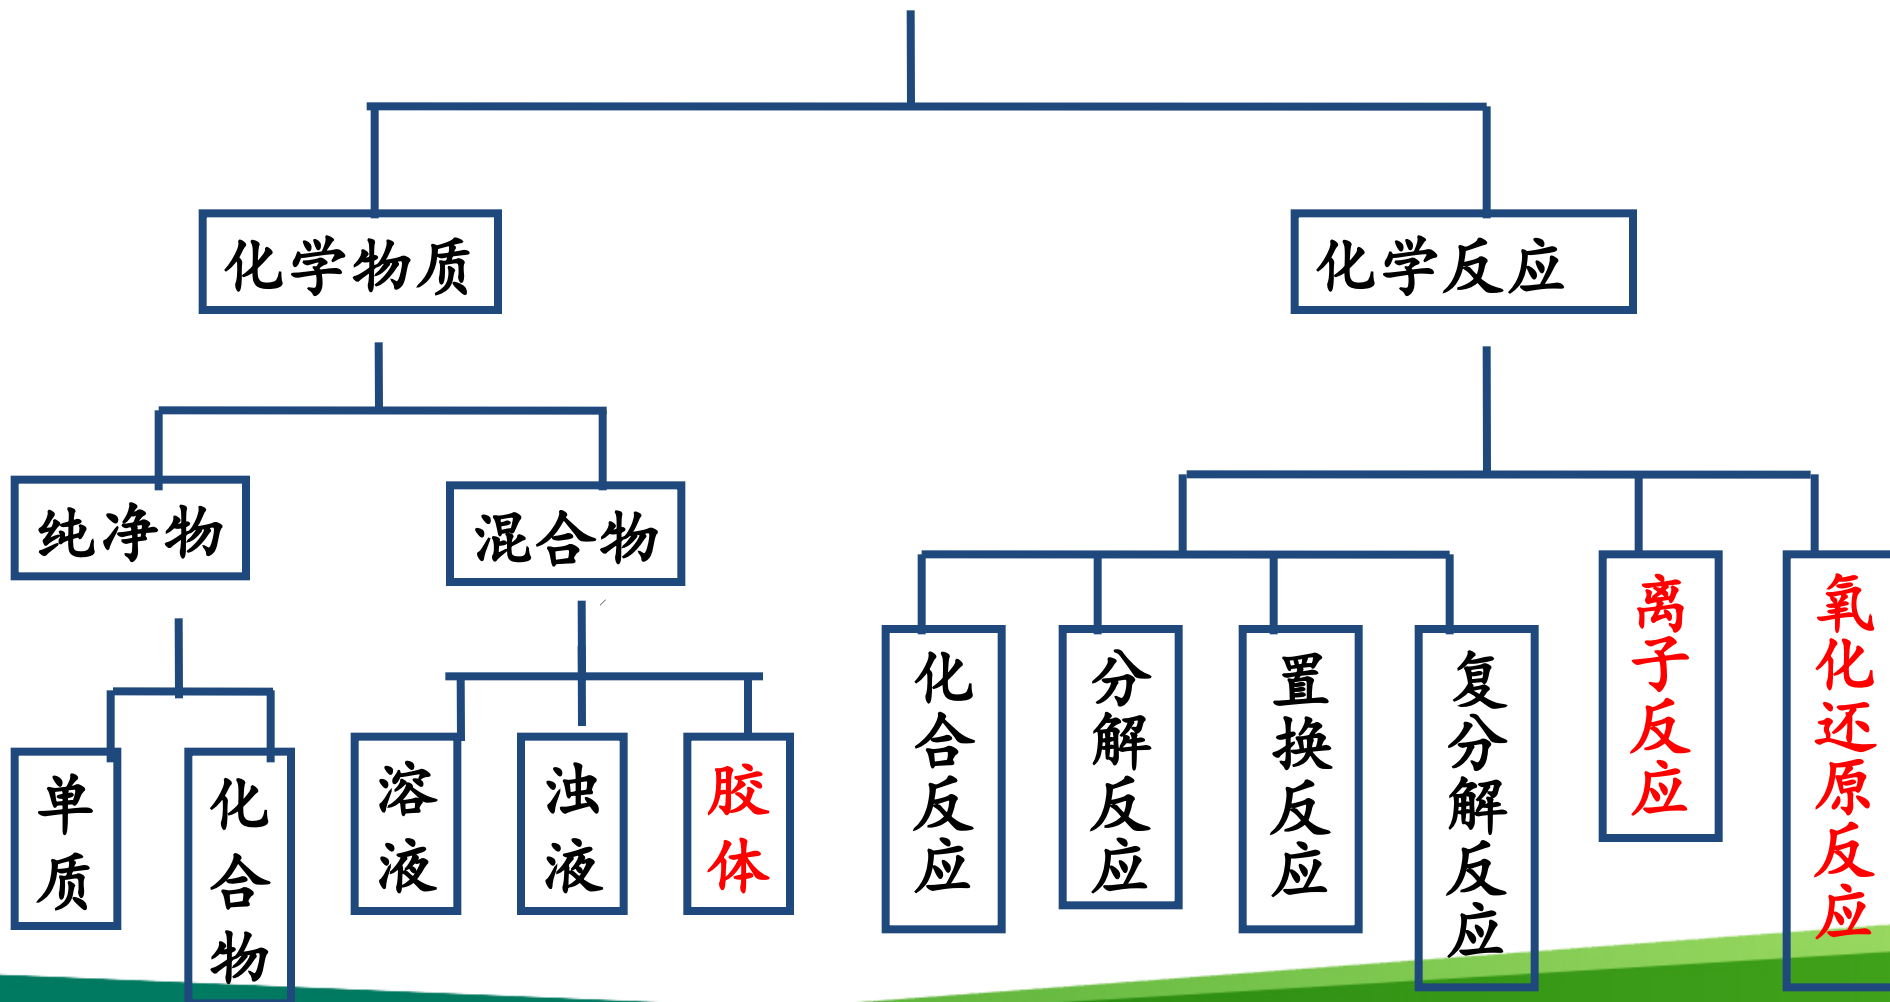 化学物质
化学反应
纯净物
混合物
单质
化合物
溶液
浊液
胶体
化合反应
分解反应
置换反应
复分解反应
离子反应
氧化还原反应